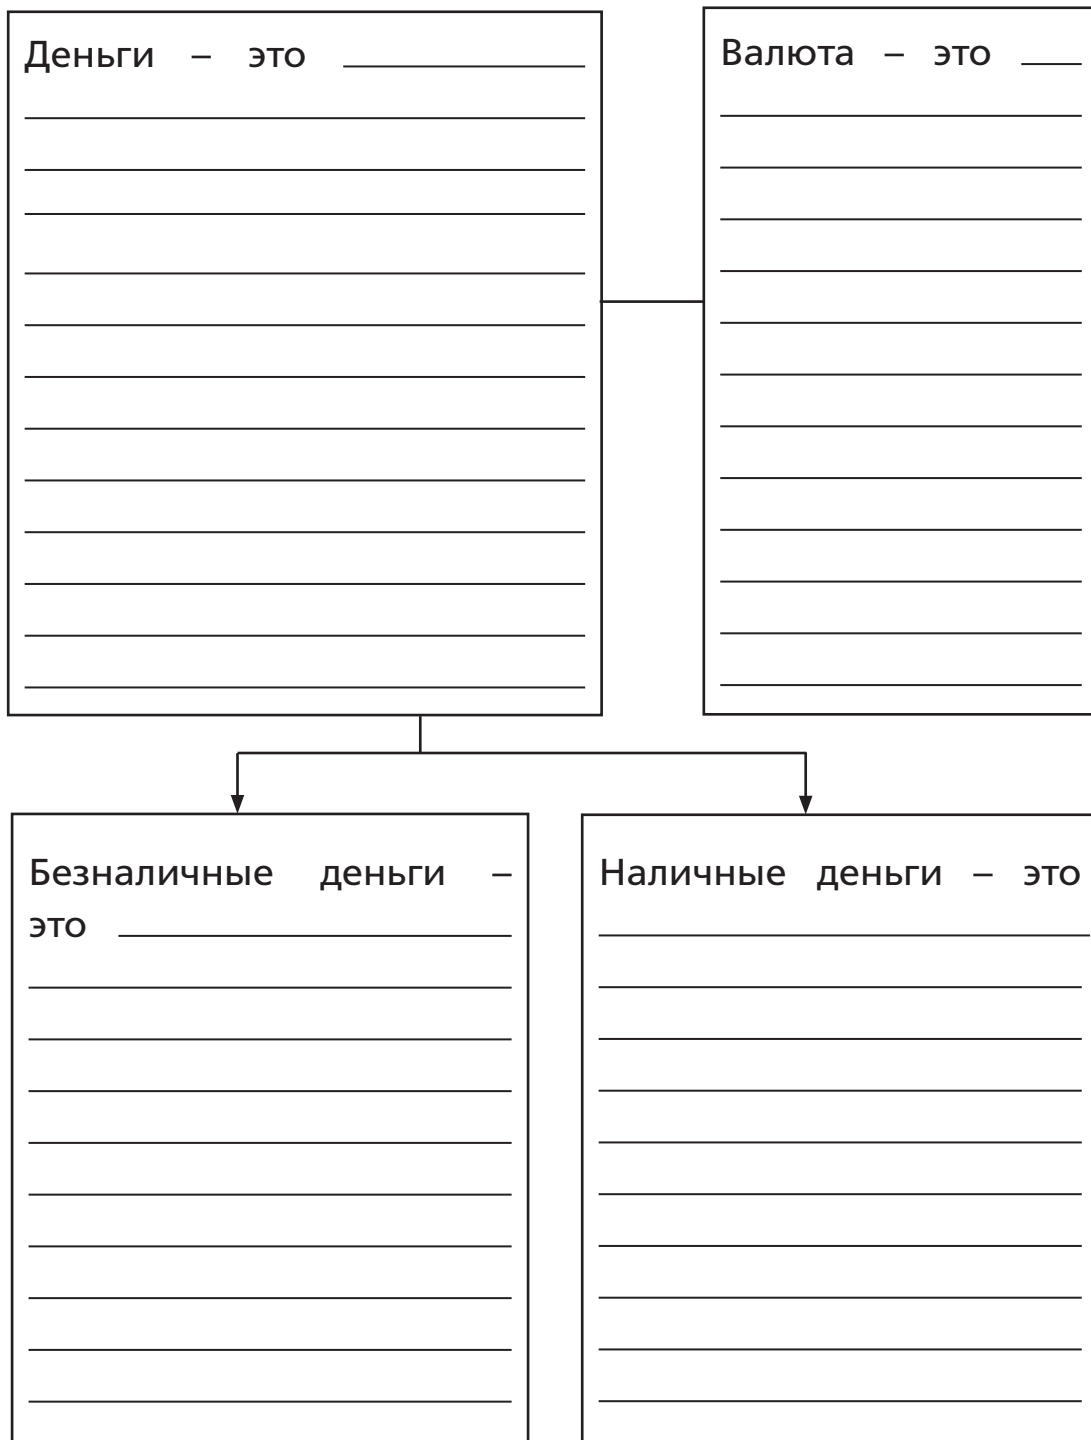 Деньги – это
Валюта – это
Безналичные деньги –
это
Наличные деньги – это